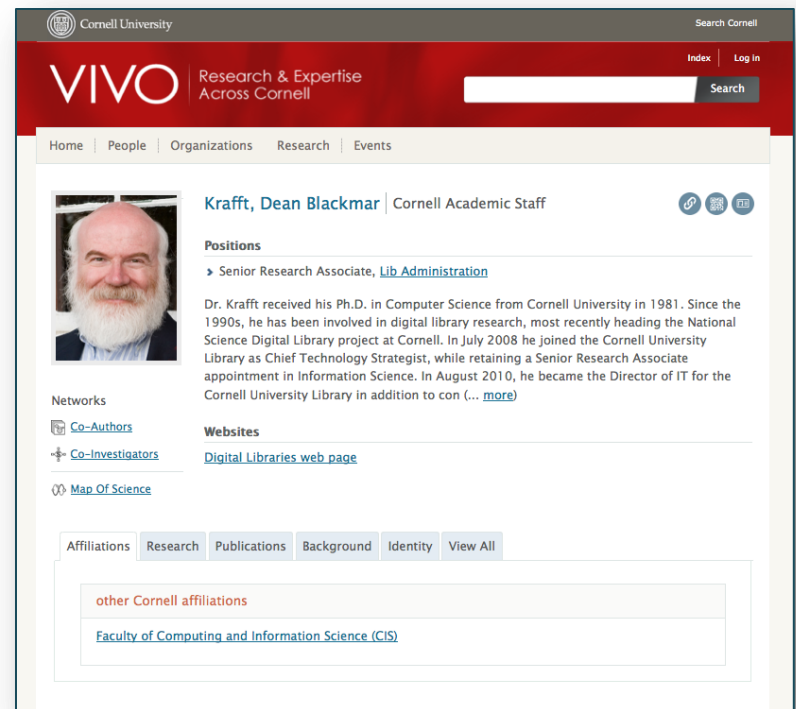 Cornell University
Search Cornell
Index
Log in
VIVO
Research & Expertise
Across Cornell
Search
Home
People
Organizations
Research
Events
Krafft, Dean Blackmar
Cornell Academic Staff
Positions
Senior Research Associate, Lib Administration
Dr. Krafft received his Ph.D. in Computer Science from Cornell University in 1981. Since the
1990s, he has been involved in digital library research, most recently heading the National
Science Digital Library project at Cornell. In July 2008 he joined the Cornell University
Library as Chief Technology Strategist, while retaining a Senior Research Associate
appointment in Information Science. In August 2010, he became the Director of IT for the
Cornell University Library in addition to con (... more)
Websites
Digital Libraries web page
Networks
Co-Authors
Co-Investigators
Map Of Science
Affiliations
Research
Publications
Background
Identity
View All
other Cornell affiliations
Faculty of Computing and Information Science (CIS)